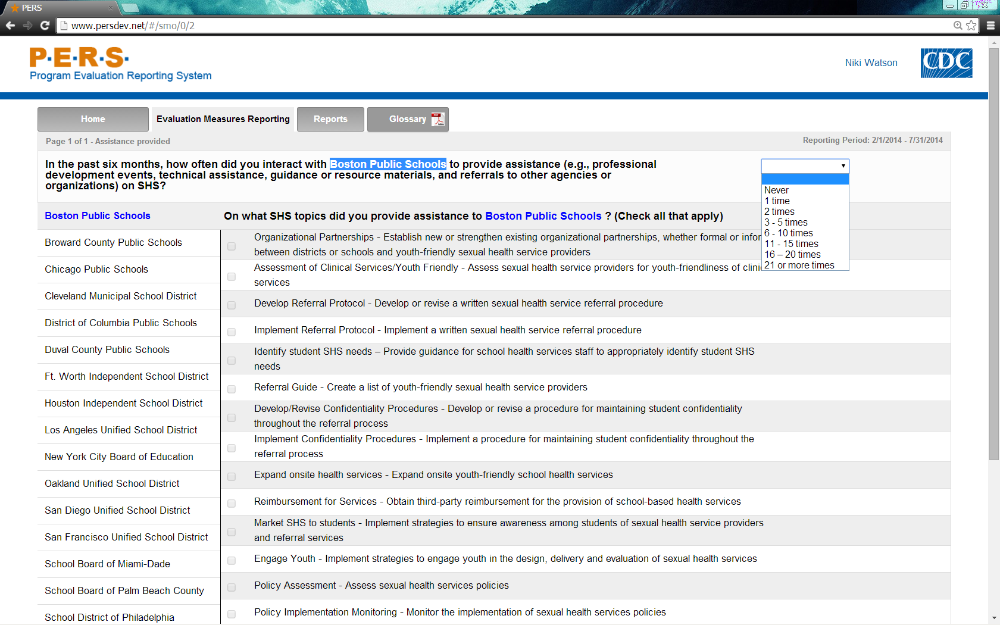 PERS
www.persdev.net/#/smo/0/2
P·E·R·S·
Program Evaluation Reporting System
Niki Watson
CDC
Home
Evaluation Measures Reporting
Reports
Glossary
Page 1 of 1 - Assistance provided
Reporting Period: 2/1/2014 - 7/31/2014
In the past six months, how often did you interact with Boston Public Schools to provide assistance (e.g., professional
development events, technical assistance, guidance or resource materials, and referrals to other agencies or
organizations) on SHS?
Never
1 time
2 times
3 - 5 times
6 - 10 times
11 - 15 times
16 – 20 times
21 or more times
Boston Public Schools
Broward County Public Schools
Chicago Public Schools
Cleveland Municipal School District
District of Columbia Public Schools
Duval County Public Schools
Ft. Worth Independent School District
Houston Independent School District
Los Angeles Unified School District
New York City Board of Education
Oakland Unified School District
San Diego Unified School District
San Francisco Unified School District
School Board of Miami-Dade
School Board of Palm Beach County
School District of Philadelphia
On what SHS topics did you provide assistance to Boston Public Schools ? (Check all that apply)
Organizational Partnerships - Establish new or strengthen existing organizational partnerships, whether formal or
between districts or schools and youth-friendly sexual health service providers
Assessment of Clinical Services/Youth Friendly - Assess sexual health service providers for youth-friendliness of
services
Develop Referral Protocol - Develop or revise a written sexual health service referral procedure
Implement Referral Protocol - Implement a written sexual health service referral procedure
Identify student SHS needs – Provide guidance for school health services staff to appropriately identify student SHS
needs
Referral Guide - Create a list of youth-friendly sexual health service providers
Develop/Revise Confidentiality Procedures - Develop or revise a procedure for maintaining student confidentiality
throughout the referral process
Implement Confidentiality Procedures - Implement a procedure for maintaining student confidentiality throughout the
referral process
Expand onsite health services - Expand onsite youth-friendly school health services
Reimbursement for Services - Obtain third-party reimbursement for the provision of school-based health services
Market SHS to students - Implement strategies to ensure awareness among students of sexual health service providers
and referral services
Engage Youth - Implement strategies to engage youth in the design, delivery and evaluation of sexual health services
Policy Assessment - Assess sexual health services policies
Policy Implementation Monitoring - Monitor the implementation of sexual health services policies